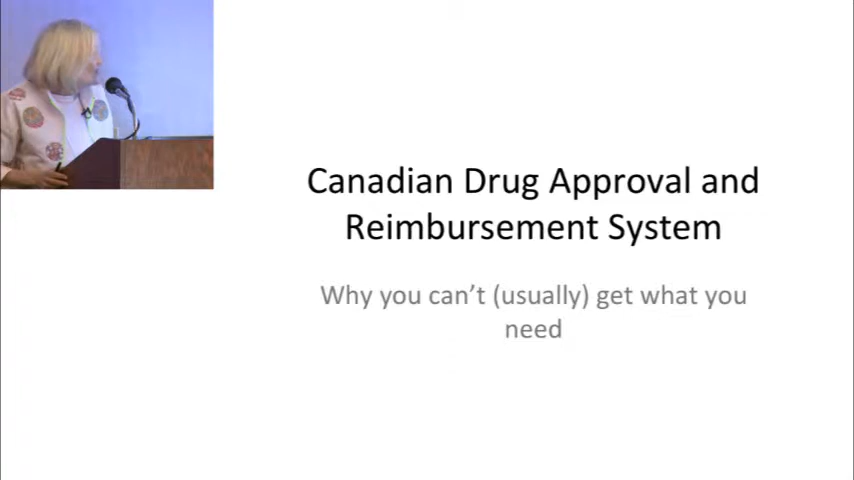 Canadian Drug Approval and
Reimbursement System
Why you can't (usually) get what you
need